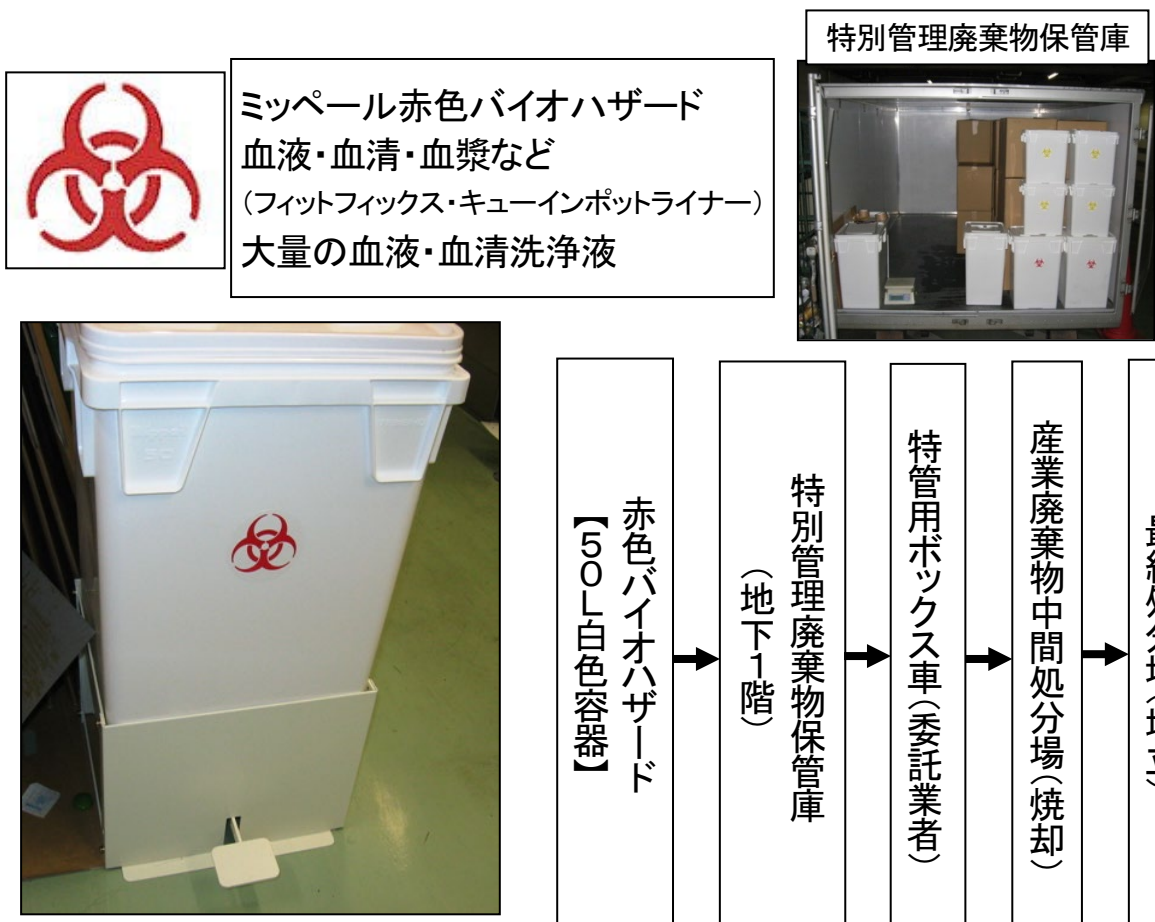 特別管理廃棄物保管庫
ミッペール赤色バイオハザード
血液・血清・血漿など
(フィットフィックス・キューインポットライナー)
大量の血液・血清洗浄液
赤色バイオハザード
【50L白色容器】
特別管理廃棄物保管庫
(地下1階)
特管用ボックス車(委託業者)
産業廃棄物中間処分場(焼却)